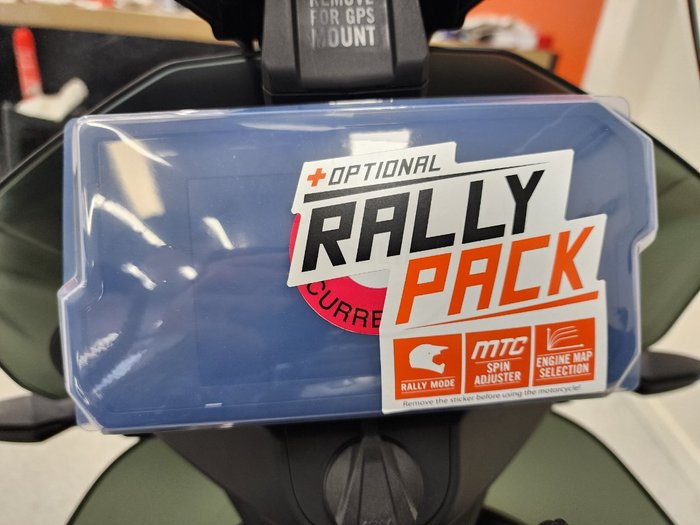 REMOVE
FOR GPS
MOUNT
+OPTIONAL
RALLY
PACK
CURRE
RALLY MODE
MTC
SPIN
ADJUSTER
ENGINE MAP
SELECTION
Remove the sticker before using the motorcycle!